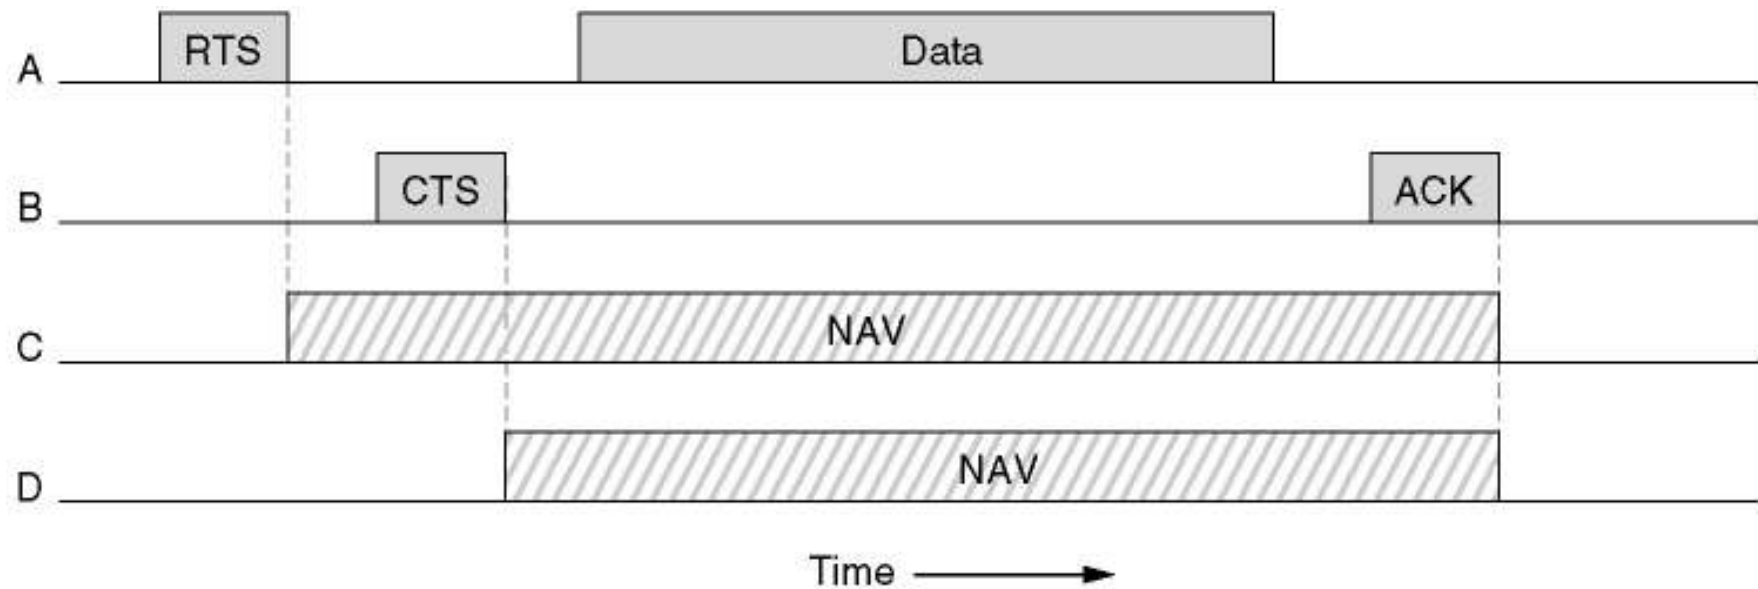 A RTS Data
B CTS ACK
C NAV
D NAV
Time